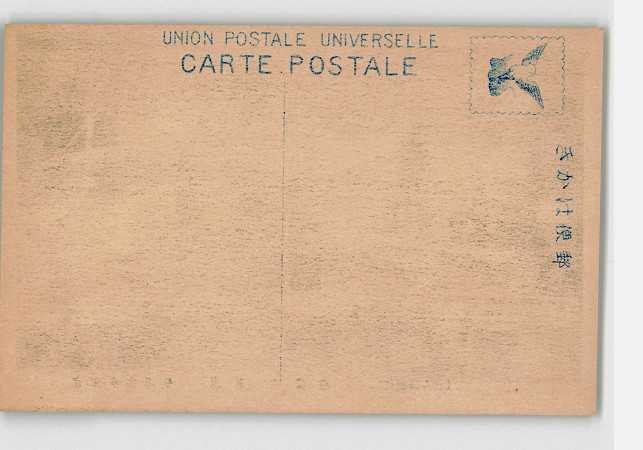 UNION POSTALE UNIVERSELLE
CARTE POSTALE
きかは便郵